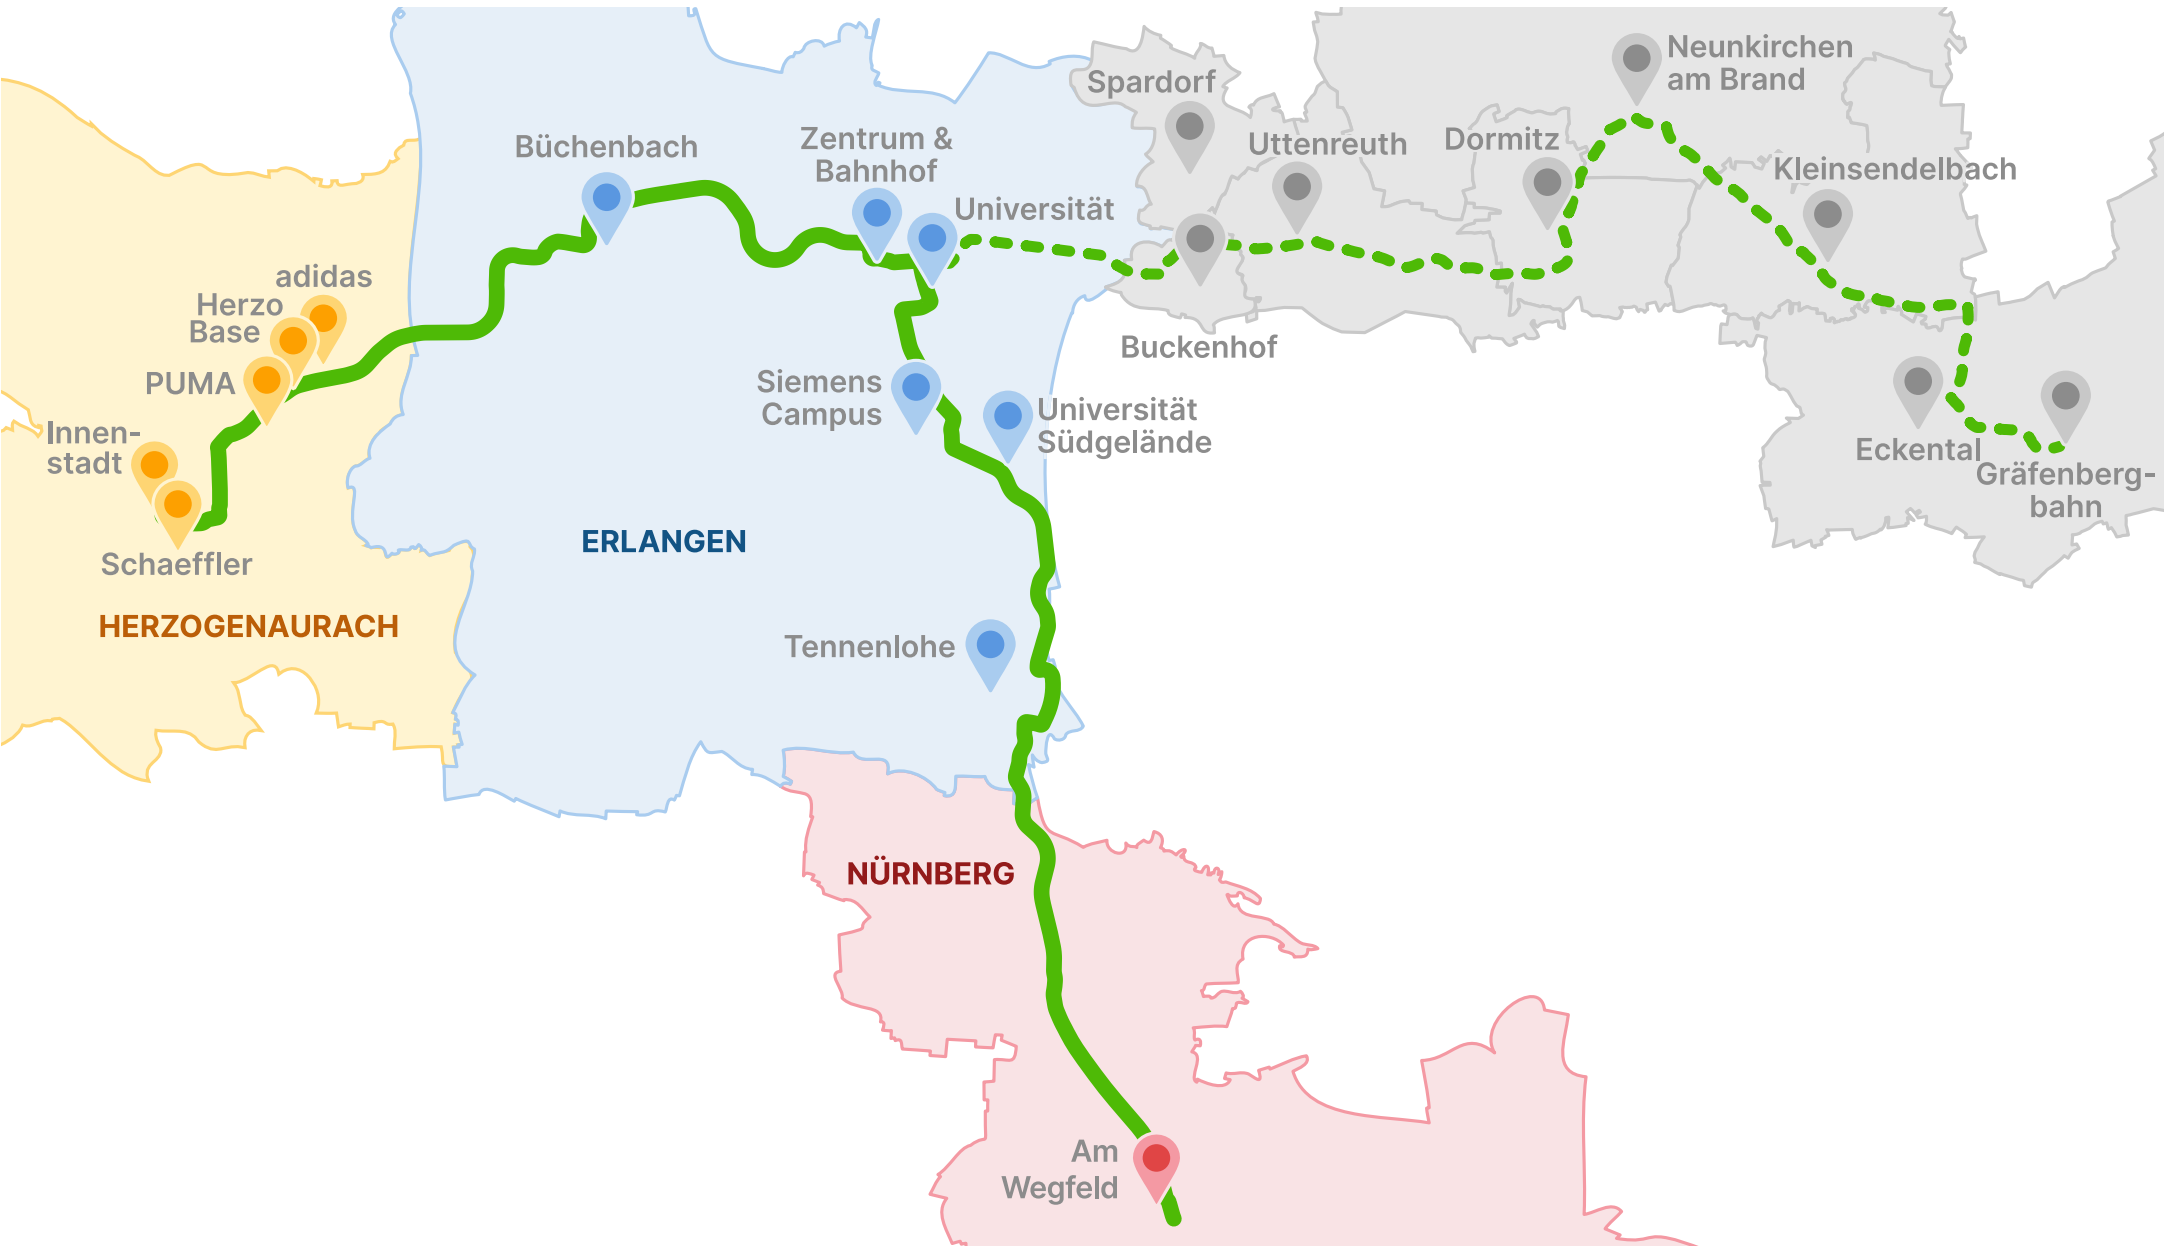 Neunkirchen
am Brand
Spardorf
Büchenbach
Zentrum &
Bahnhof
Uttenreuth
Dormitz
Kleinsendelbach
Universität
adidas
Herzo
Base
PUMA
Buckenhof
Siemens
Campus
Universität
Südgelände
Innen-
stadt
Eckental
Gräfenberg-
bahn
Schaeffler
ERLANGEN
HERZOGENAURACH
Tennenlohe
NÜRNBERG
Am
Wegfeld